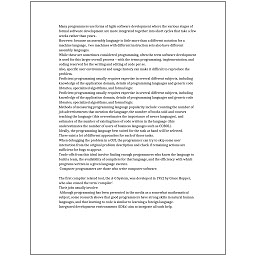 Many programmers use forms of Agile software development where the various stages of
formal software development are more integrated together into short cycles that take a few
weeks rather than years.
However, because an assembly language is little more than a different notation for a
machine language, two machines with different instruction sets also have different
assembly languages.
While these are sometimes considered programming, often the term software development
is used for this larger overall process – with the terms programming, implementation, and
coding reserved for the writing and editing of code per se.
Also, specific user environment and usage history can make it difficult to reproduce the
problem.
Proficient programming usually requires expertise in several different subjects, including
knowledge of the application domain, details of programming languages and generic code
libraries, specialized algorithms, and formal logic.
Proficient programming usually requires expertise in several different subjects, including
knowledge of the application domain, details of programming languages and generic code
libraries, specialized algorithms, and formal logic.
Methods of measuring programming language popularity include: counting the number of
job advertisements that mention the language, the number of books sold and courses
teaching the language (this overestimates the importance of newer languages), and
estimates of the number of existing lines of code written in the language (this
underestimates the number of users of business languages such as COBOL).
Ideally, the programming language best suited for the task at hand will be selected.
There exist a lot of different approaches for each of those tasks.
When debugging the problem in a GUI, the programmer can try to skip some user
interaction from the original problem description and check if remaining actions are
sufficient for bugs to appear.
Trade-offs from this ideal involve finding enough programmers who know the language to
build a team, the availability of compilers for that language, and the efficiency with which
programs written in a given language execute.
Computer programmers are those who write computer software.

The first compiler related tool, the A-0 System, was developed in 1952 by Grace Hopper,
who also coined the term 'compiler'.
Their jobs usually involve:
Although programming has been presented in the media as a somewhat mathematical
subject, some research shows that good programmers have strong skills in natural human
languages, and that learning to code is similar to learning a foreign language.
Integrated development environments (IDEs) aim to integrate all such help.